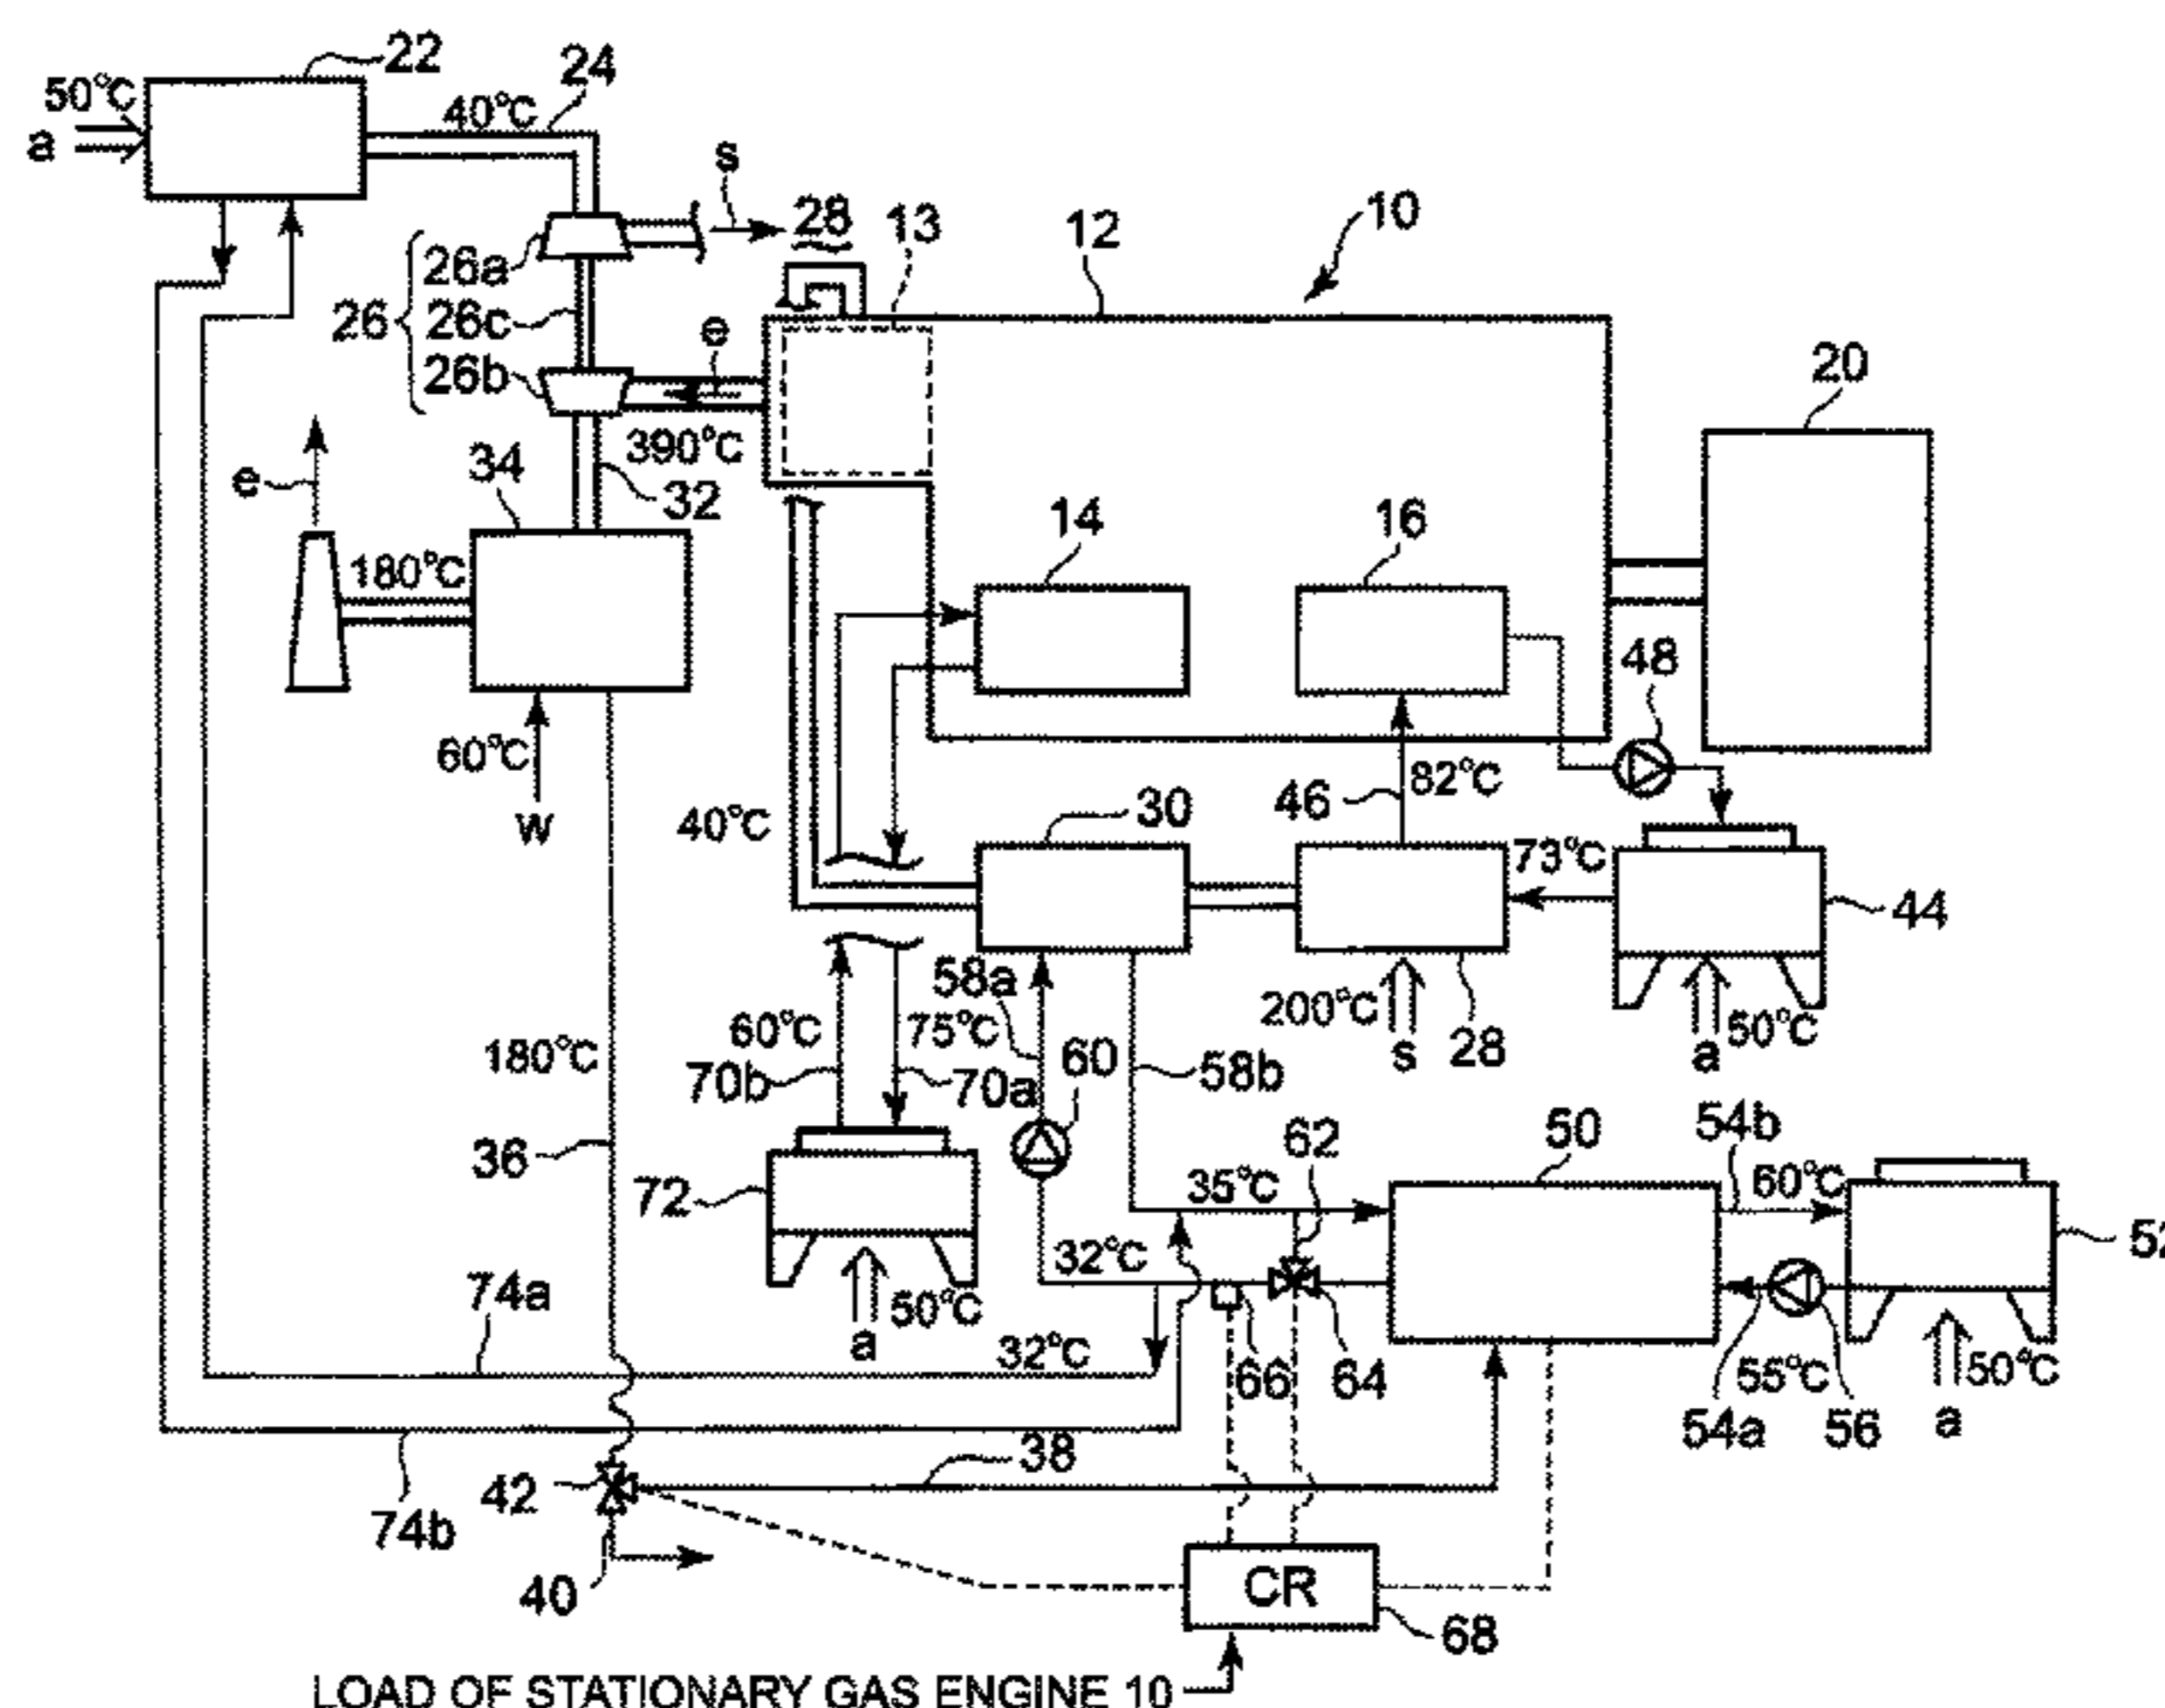 22
24
50°C
40°C
a
s
28
13
12
10
26a
26
26c
26b
e
20
390°C
34
32
e
14
16
180°C
48
60°C
46
82°C
w
40°C
30
73°C
44
58a
200°C
60°C
75°C
60
s
28
a
50°C
180°C
70b
70a
58b
36
62
50
54b
72
35°C
60°C
32°C
74a
50°C
a
32°C
66
64
55°C
50°C
54a
56
a
38
42
74b
40
CR
68
LOAD OF STATIONARY GAS ENGINE 10